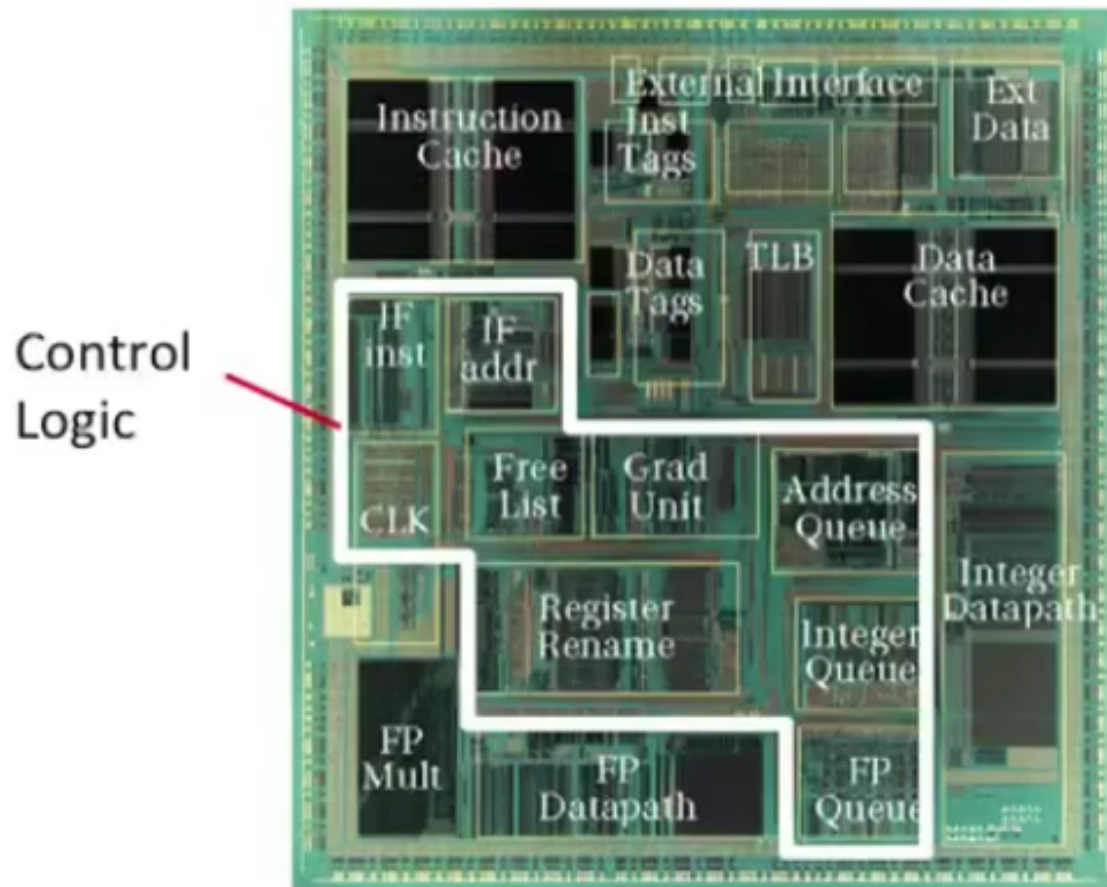 Control
Logic
External Interface
Instruction
Cache
Inst
Tags
Ext
Data
Data
Tags
TLB
Data
Cache
IF
inst
IF
addr
CLK
Free
List
Grad
Unit
Address
Queue
Register
Rename
Integer
Queue
Integer
Datapath
FP
Mult
FP
Datapath
FP
Queue